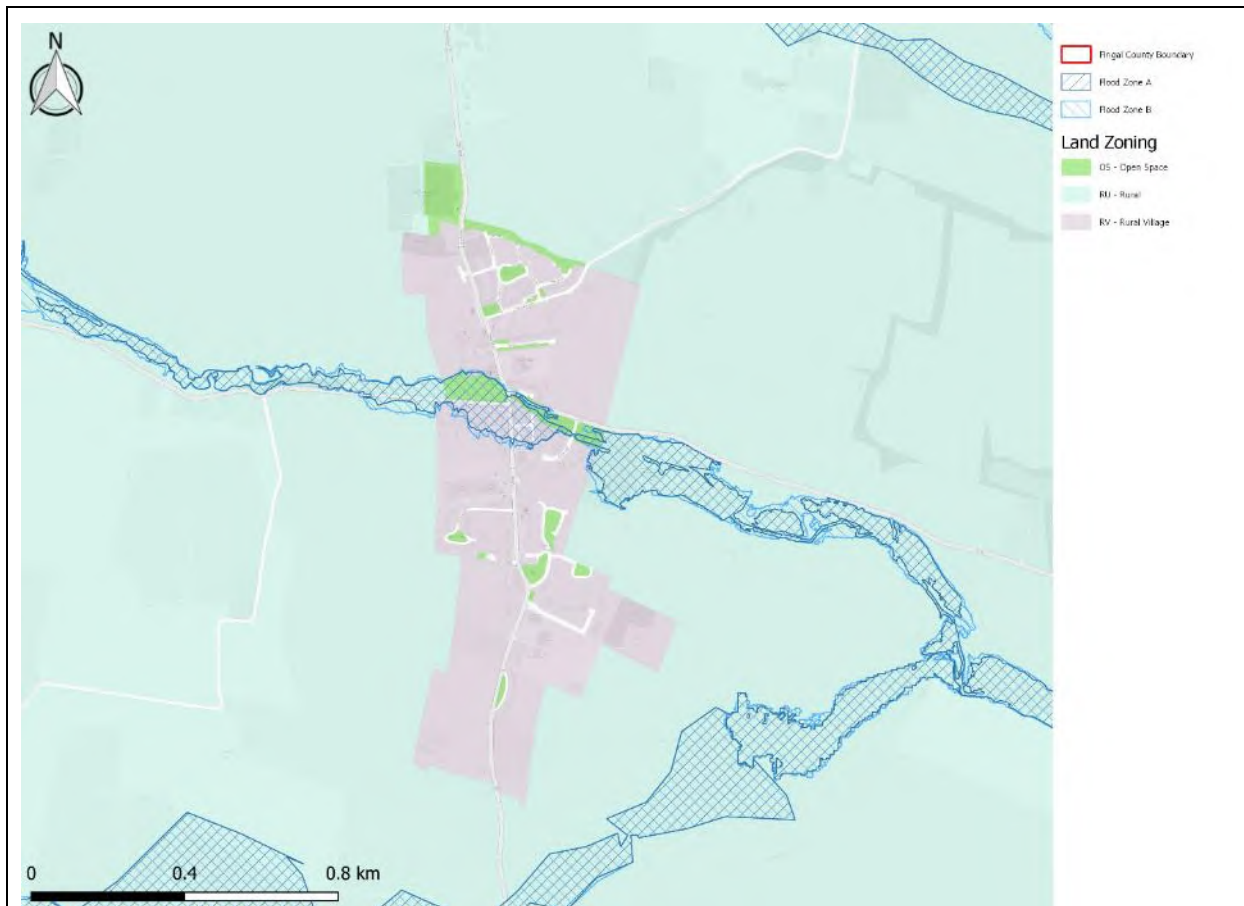 N
Fingal County Boundary
Flood Zone A
Flood Zone B
Land Zoning
OS - Open Space
RU - Rural
RV - Rural Village
0 0.4 0.8 km